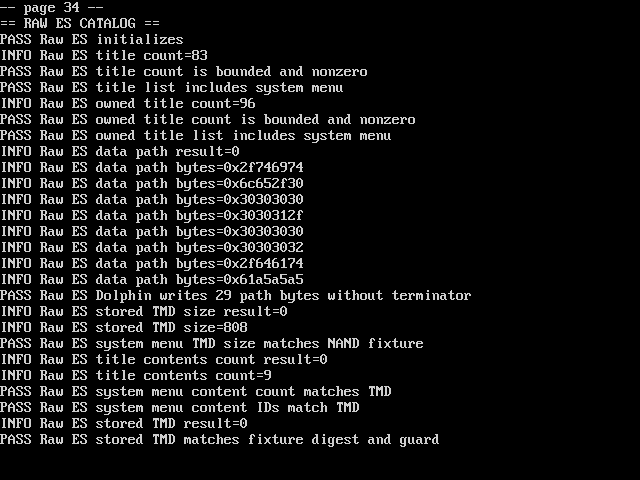 -- page 34 --
== RAW ES CATALOG ==
PASS Raw ES initializes
INFO Raw ES title count=83
PASS Raw ES title count is bounded and nonzero
PASS Raw ES title list includes system menu
INFO Raw ES owned title count=96
PASS Raw ES owned title count is bounded and nonzero
PASS Raw ES owned title list includes system menu
INFO Raw ES data path result=0
INFO Raw ES data path bytes=0x2f746974
INFO Raw ES data path bytes=0x6c652f30
INFO Raw ES data path bytes=0x30303030
INFO Raw ES data path bytes=0x3030312f
INFO Raw ES data path bytes=0x30303030
INFO Raw ES data path bytes=0x30303032
INFO Raw ES data path bytes=0x2f646174
INFO Raw ES data path bytes=0x61a5a5a5
PASS Raw ES Dolphin writes 29 path bytes without terminator
INFO Raw ES stored TMD size result=0
INFO Raw ES stored TMD size=808
PASS Raw ES system menu TMD size matches NAND fixture
INFO Raw ES title contents count result=0
INFO Raw ES title contents count=9
PASS Raw ES system menu content count matches TMD
PASS Raw ES system menu content IDs match TMD
INFO Raw ES stored TMD result=0
PASS Raw ES stored TMD matches fixture digest and guard